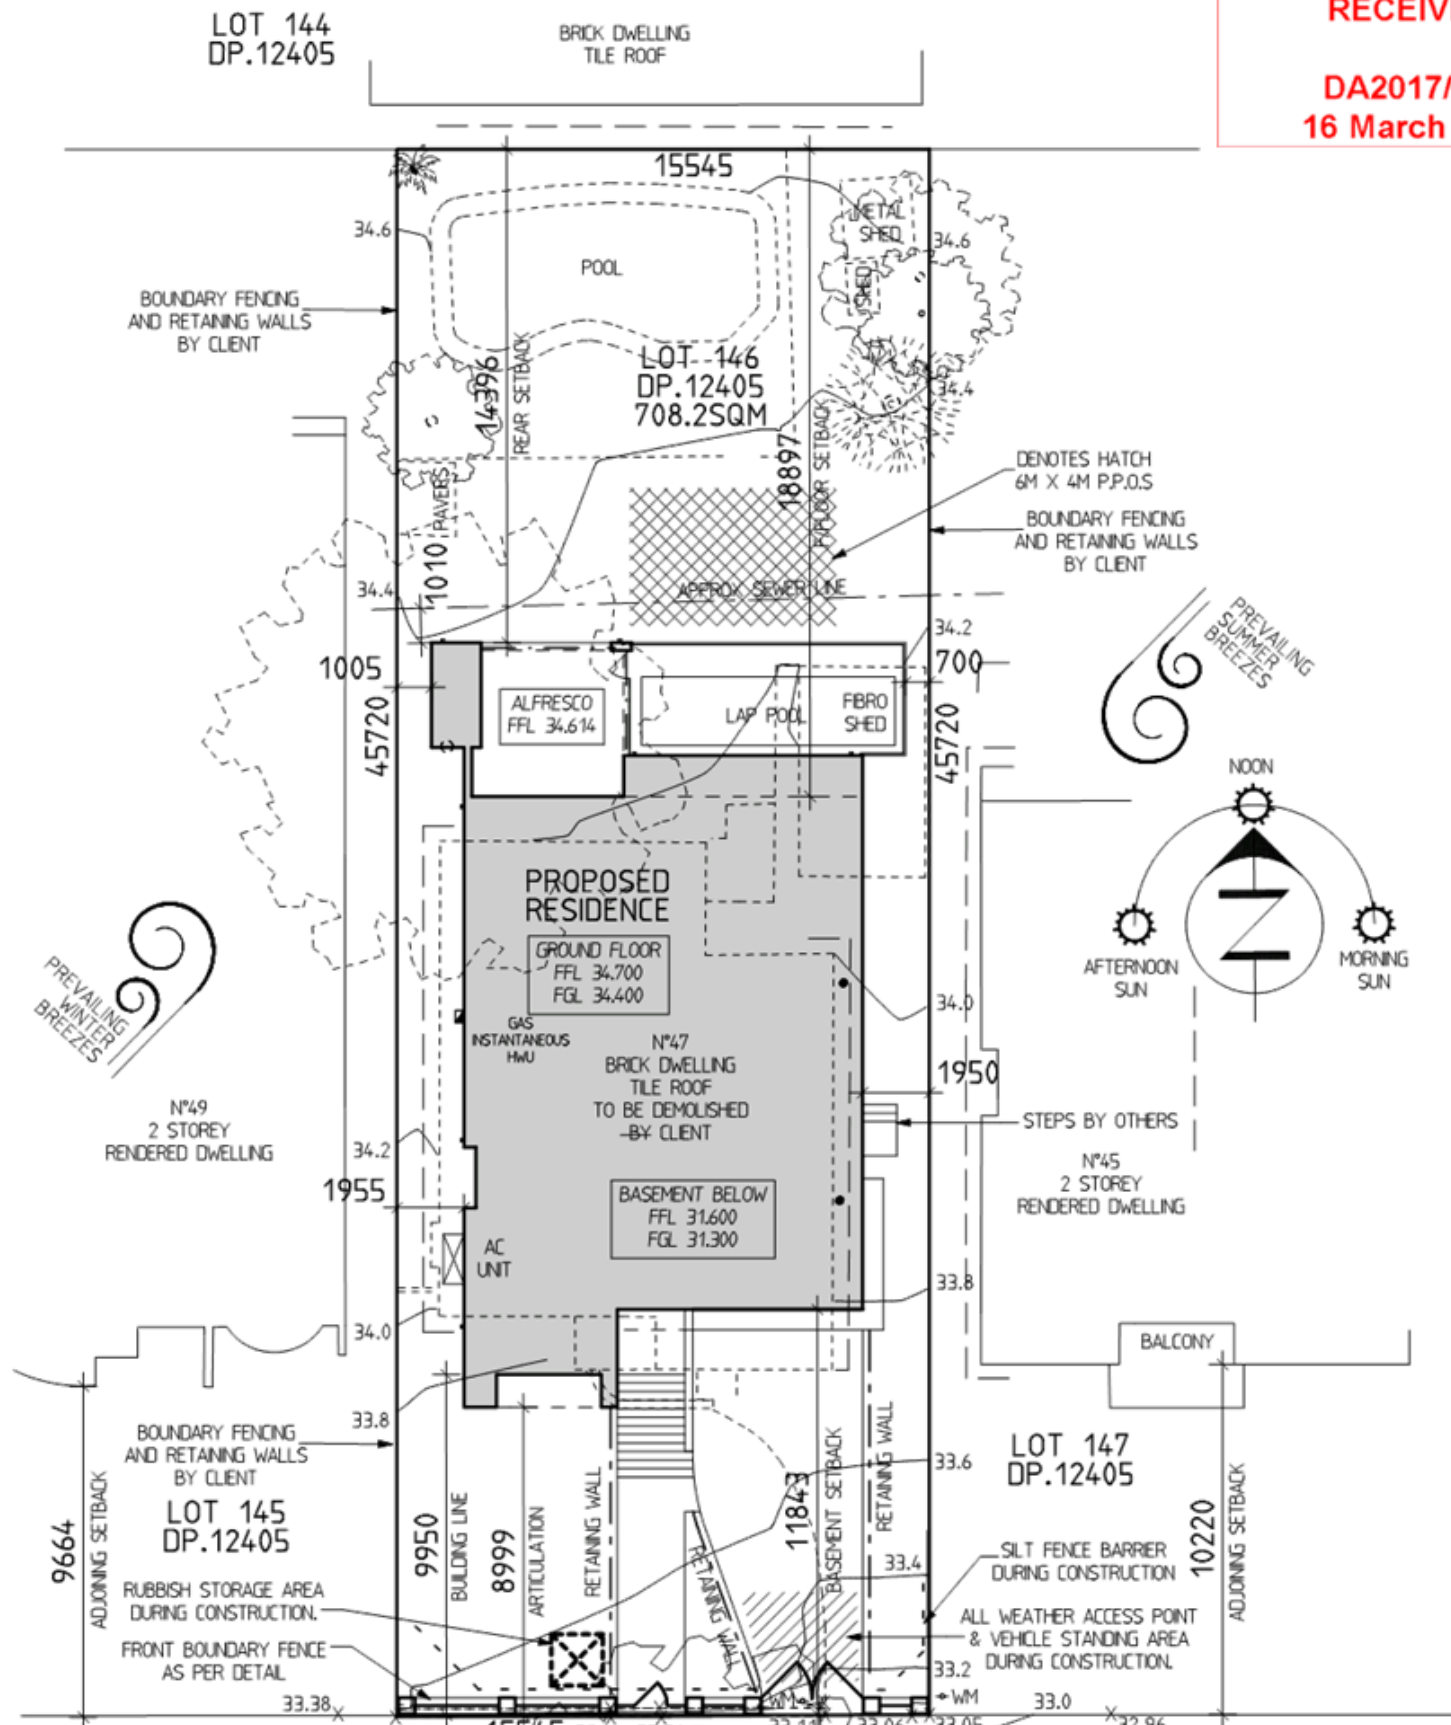 LOT 144
DP.12405
BRICK DWELLING
TILE ROOF
DA2017/
16 March
15545
34.6
METAL
SHED
34.6
SHED
POOL
BOUNDARY FENCING
AND RETAINING WALLS
BY CLIENT
14396
REAR SETBACK
LOT 146
DP.12405
708.2SQM
34.4
18897
F/FLOOR SETBACK
DENOTES HATCH
6M X 4M P.P.O.S
PAVERS
1010
BOUNDARY FENCING
AND RETAINING WALLS
BY CLIENT
34.4
APPROX SEWER LINE
PREVAILING
SUMMER
BREEZES
34.2
1005
700
45720
ALFRESCO
FFL 34.614
LAP POOL
FIBRO
SHED
45720
NOON
PROPOSED
RESIDENCE
GROUND FLOOR
FFL 34.700
FGL 34.400
AFTERNOON
SUN
MORNING
SUN
PREVAILING
WINTER
BREEZES
34.0
GAS
INSTANTANEOUS
HWU
N°47
BRICK DWELLING
TILE ROOF
TO BE DEMOLISHED
BY CLIENT
1950
N°49
2 STOREY
RENDERED DWELLING
STEPS BY OTHERS
34.2
N°45
2 STOREY
RENDERED DWELLING
1955
BASEMENT BELOW
FFL 31.600
FGL 31.300
AC
UNIT
33.8
34.0
BALCONY
33.8
BOUNDARY FENCING
AND RETAINING WALLS
BY CLIENT
LOT 145
DP.12405
LOT 147
DP.12405
33.6
9664
ADJOINING SETBACK
9950
BUILDING LINE
8999
ARTICULATION
RETAINING WALL
RETAINING WALL
11843
BASEMENT SETBACK
RETAINING WALL
10220
ADJOINING SETBACK
33.4
SILT FENCE BARRIER
DURING CONSTRUCTION
RUBBISH STORAGE AREA
DURING CONSTRUCTION.
ALL WEATHER ACCESS POINT
& VEHICLE STANDING AREA
DURING CONSTRUCTION.
FRONT BOUNDARY FENCE
AS PER DETAIL
33.2
33.38
WM
WM
33.0